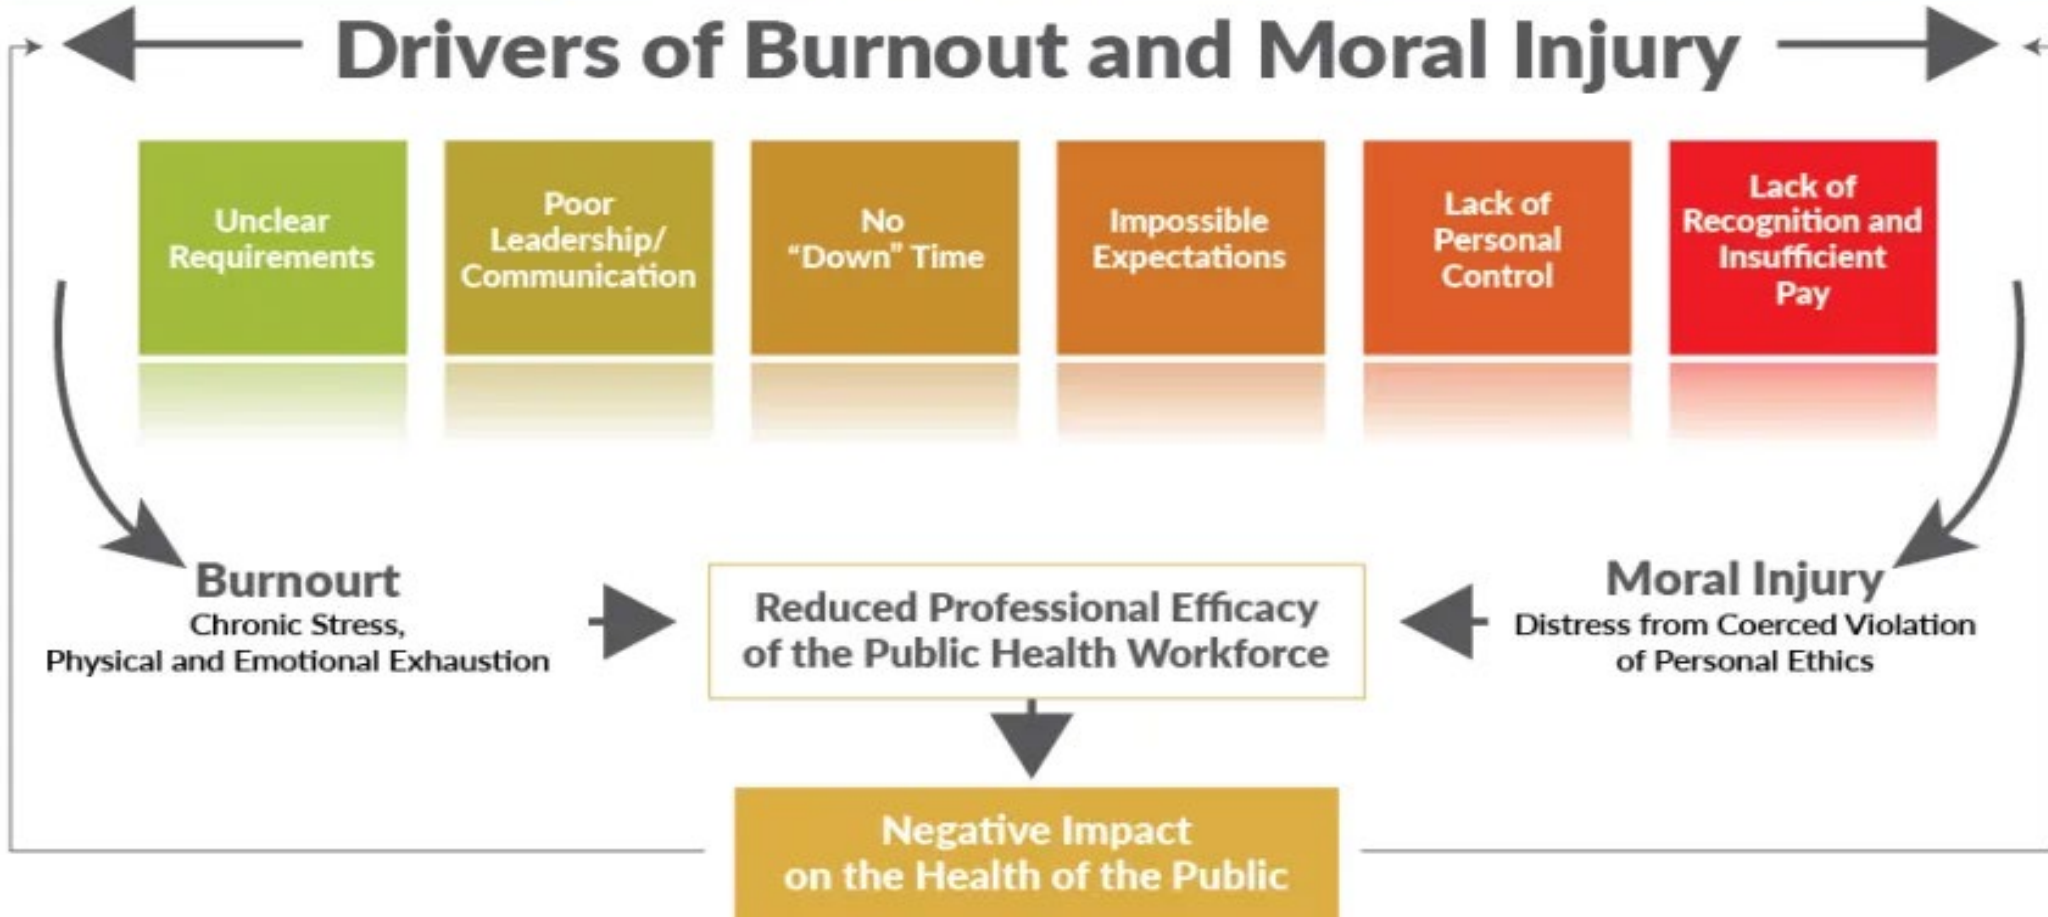 Drivers of Burnout and Moral Injury
Unclear
Requirements
Poor
Leadership/
Communication
No
“Down” Time
Impossible
Expectations
Lack of
Personal
Control
Lack of
Recognition and
Insufficient
Pay
Burnourt
Chronic Stress,
Physical and Emotional Exhaustion
Reduced Professional Efficacy
of the Public Health Workforce
Moral Injury
Distress from Coerced Violation
of Personal Ethics
Negative Impact
on the Health of the Public